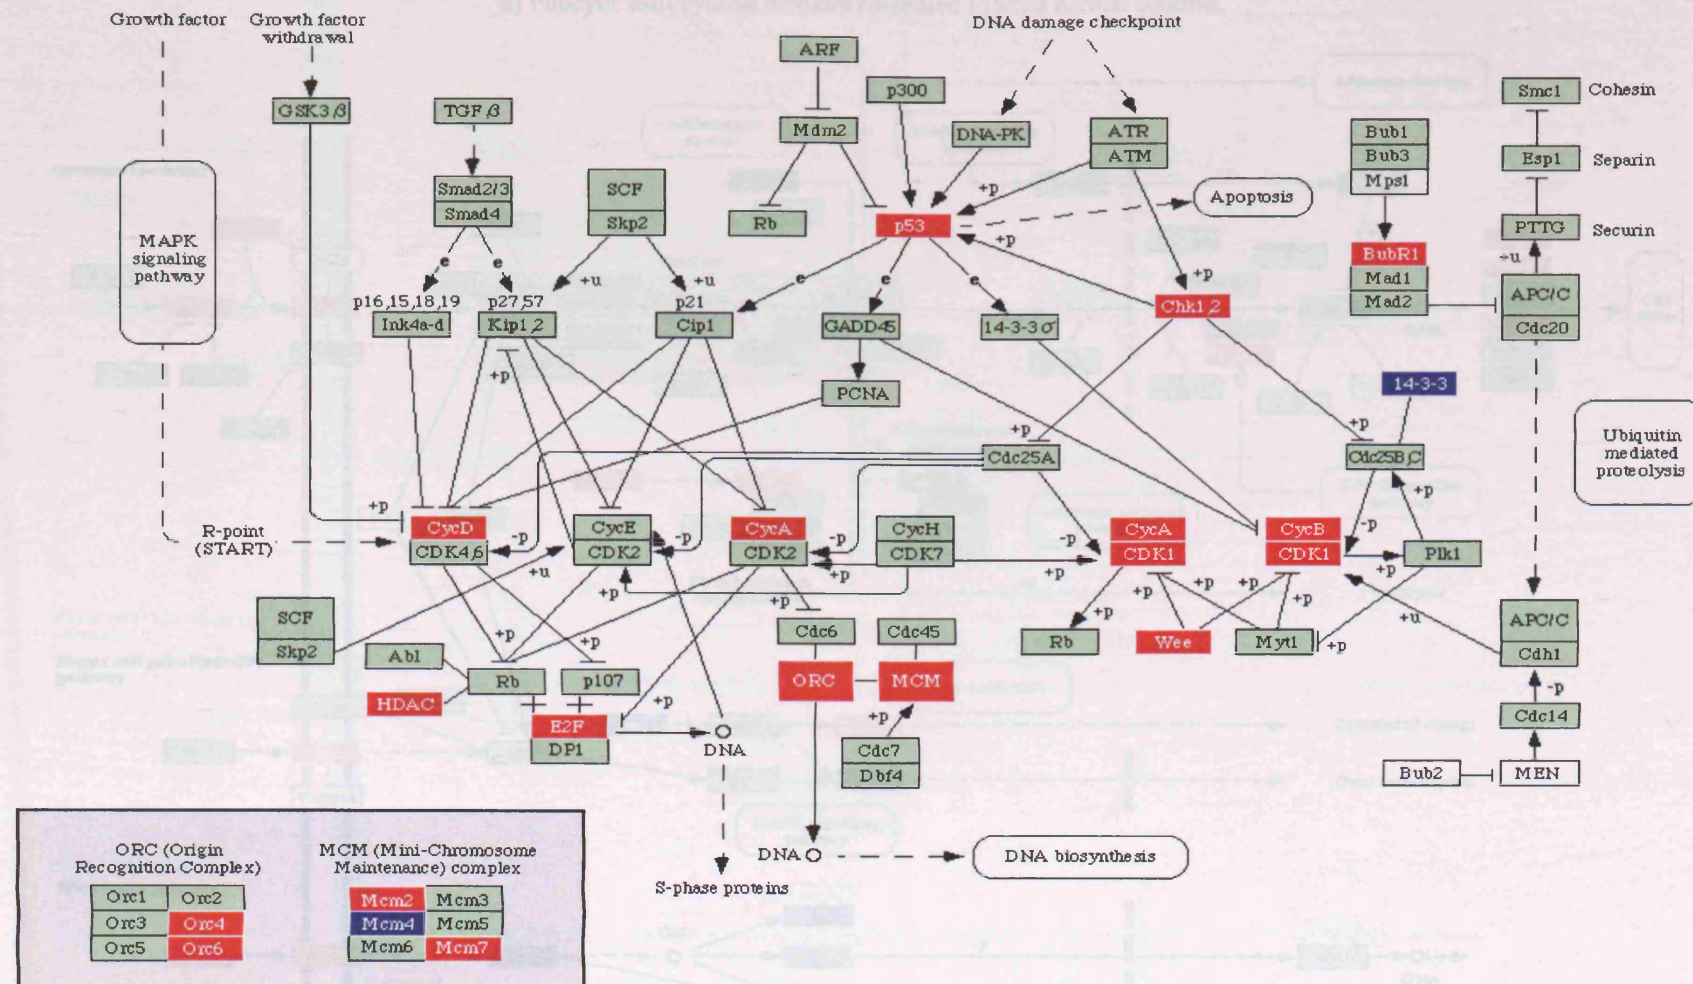 Growth factor
Growth factor
withdrawal
DNA damage checkpoint
ARF
p300
GSK3β
TGFβ
Mdm2
DNA-PK
ATR
ATM
Bub1
Bub3
Mps1
Smc1
Cohesin
Esp1
Separin
MAPK
signaling
pathway
Smad2/3
Smad4
SCF
Skp2
Rb
p53
+p
Apoptosis
PTTG
Securin
+u
BubR1
Mad1
Mad2
APC/C
Cdc20
e
e
+u
+u
e
e
e
+p
+p
p16,15,18,19
Ink4a-d
p27,57
Kip1,2
p21
Cip1
GADD45
14-3-3σ
Chk1,2
+p
PCNA
14-3-3
+p
+p
Cdc25A
Cdc25B,C
Ubiquitin
mediated
proteolysis
R-point
(START)
+p
CycD
CDK4,6
-p
CycE
CDK2
-p
CycA
CDK2
-p
+p
CycH
CDK7
-p
+p
CycA
CDK1
CycB
CDK1
-p
+p
+p
Plk1
+u
+p
+p
+p
+p
+p
+p
+p
+p
+u
SCF
Skp2
Abl
HDAC
+p
Rb
+p
p107
E2F
DP1
+p
DNA
Cdc6
Cdc45
ORC
MCM
+p
Cdc7
Dbf4
Rb
Wee
Myt1
APC/C
Cdh1
-p
Cdc14
Bub2
MEN
DNA
DNA biosynthesis
S-phase proteins
ORC (Origin
Recognition Complex)
Orc1 Orc2
Orc3 Orc4
Orc5 Orc6
MCM (Mini-Chromosome
Maintenance) complex
Mcm2 Mcm3
Mcm4 Mcm5
Mcm6 Mcm7